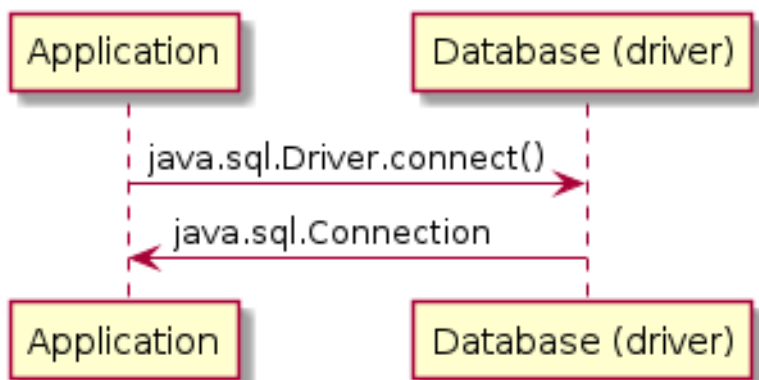 Application
Database (driver)
java.sql.Driver.connect()
java.sql.Connection
Application
Database (driver)